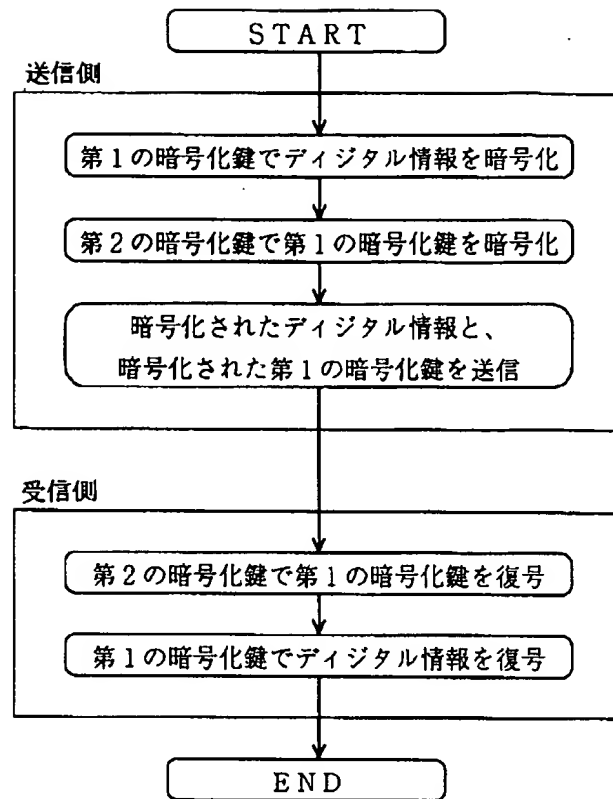 START
送信側
第1の暗号化鍵でディジタル情報を暗号化
第2の暗号化鍵で第1の暗号化鍵を暗号化
暗号化されたディジタル情報と、
暗号化された第1の暗号化鍵を送信
受信側
第2の暗号化鍵で第1の暗号化鍵を復号
第1の暗号化鍵でディジタル情報を復号
END